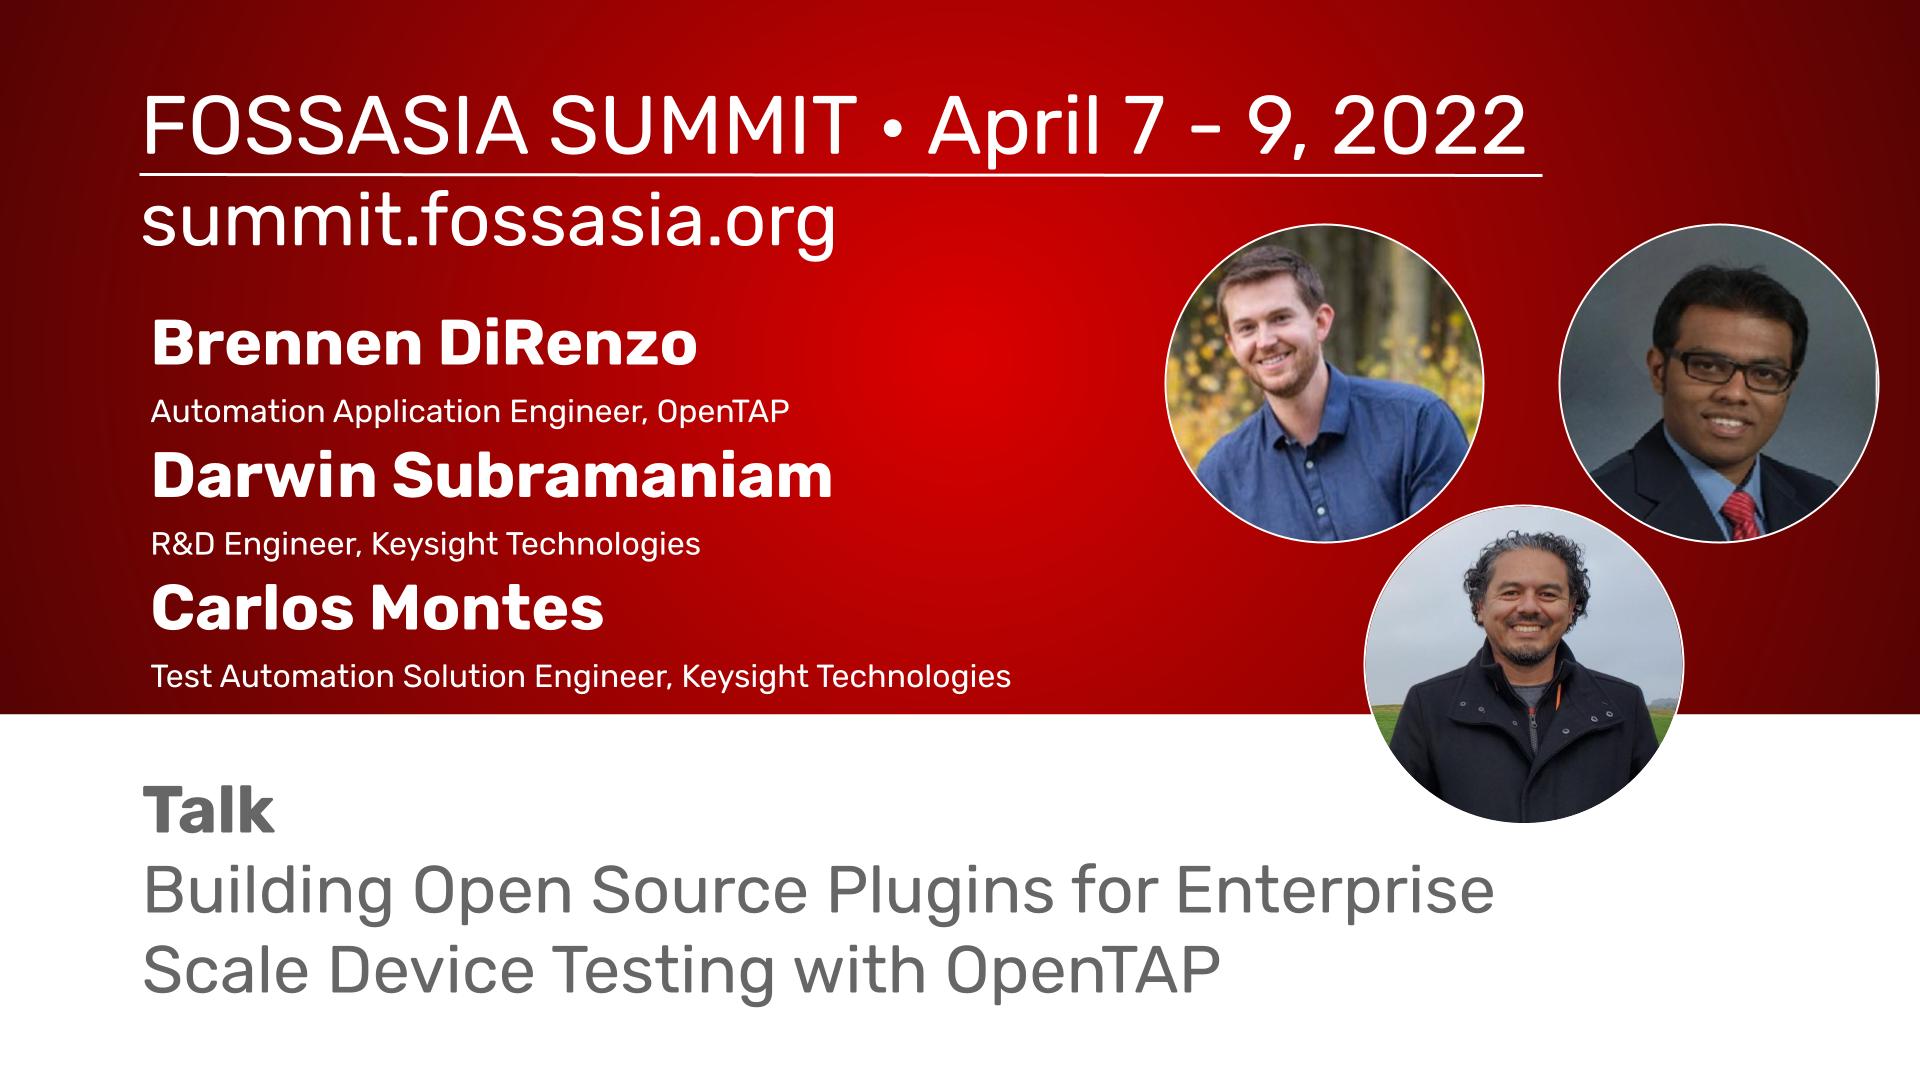 FOSSASIA SUMMIT • April 7 - 9, 2022
summit.fossasia.org
Brennen DiRenzo
Automation Application Engineer, OpenTAP
Darwin Subramaniam
R&D Engineer, Keysight Technologies
Carlos Montes
Test Automation Solution Engineer, Keysight Technologies
Talk
Building Open Source Plugins for Enterprise
Scale Device Testing with OpenTAP